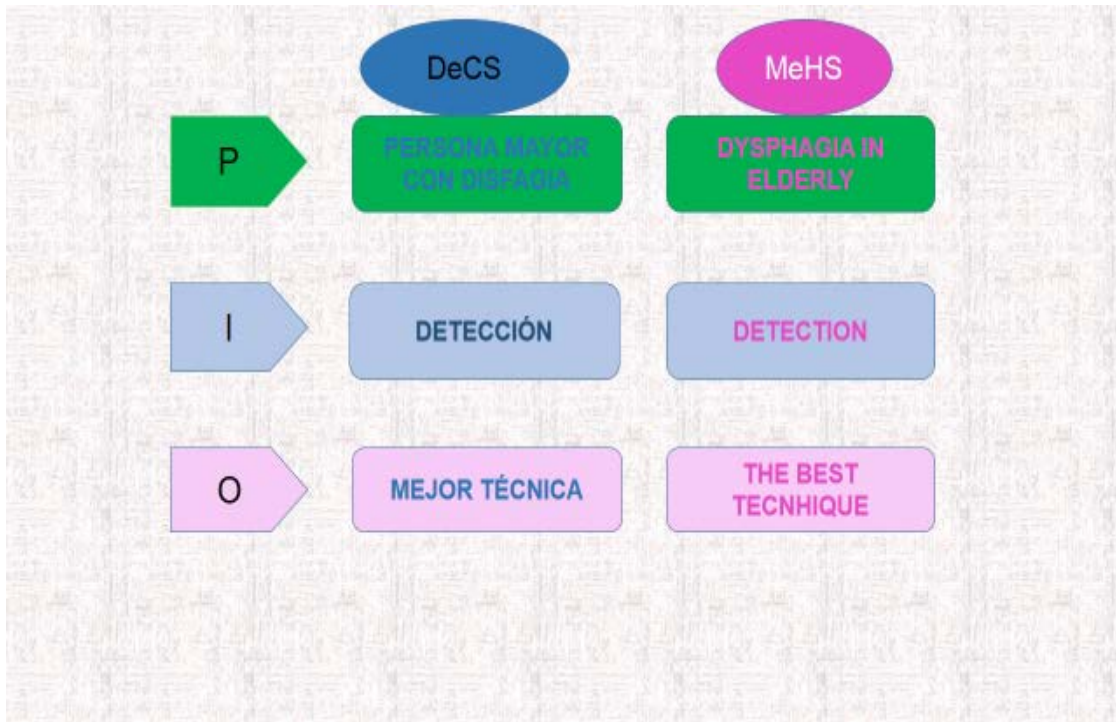 DeCS MeHS
P PERSONA MAYOR DYSPHAGIA IN
CON DISFAGIA ELDERLY
I DETECCIÓN DETECTION
O MEJOR TÉCNICA THE BEST
TECNHIQUE